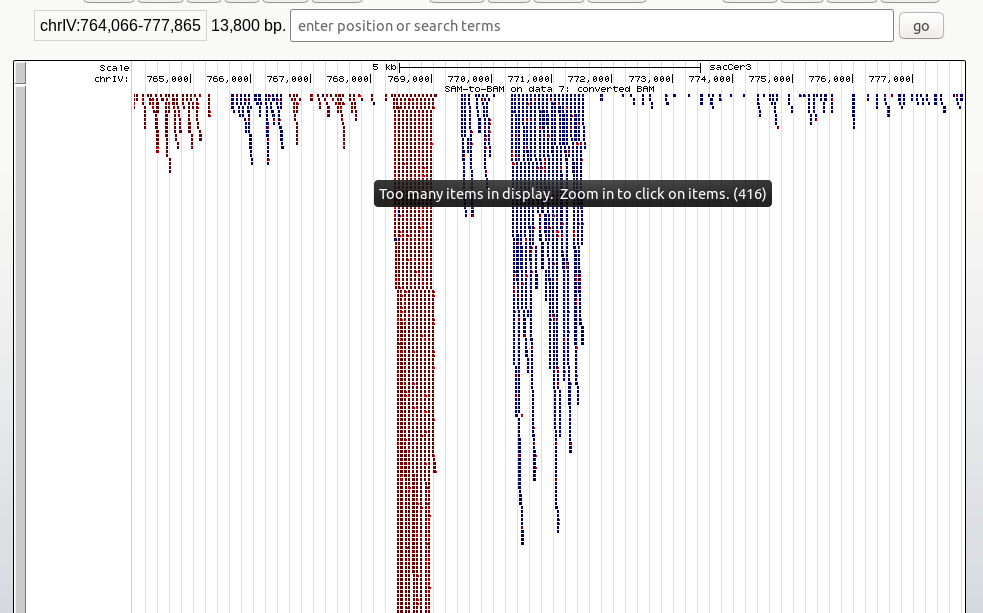 chrIV:764,066-777,865 13,800 bp. enter position or search terms go
Scale 5 kb sacCer3
chrIV: 765,000 766,000 767,000 768,000 769,000 770,000 771,000 772,000 773,000 774,000 775,000 776,000 777,000
SAM-to-BAM on data 7: converted BAM
Too many items in display. Zoom in to click on items. (416)